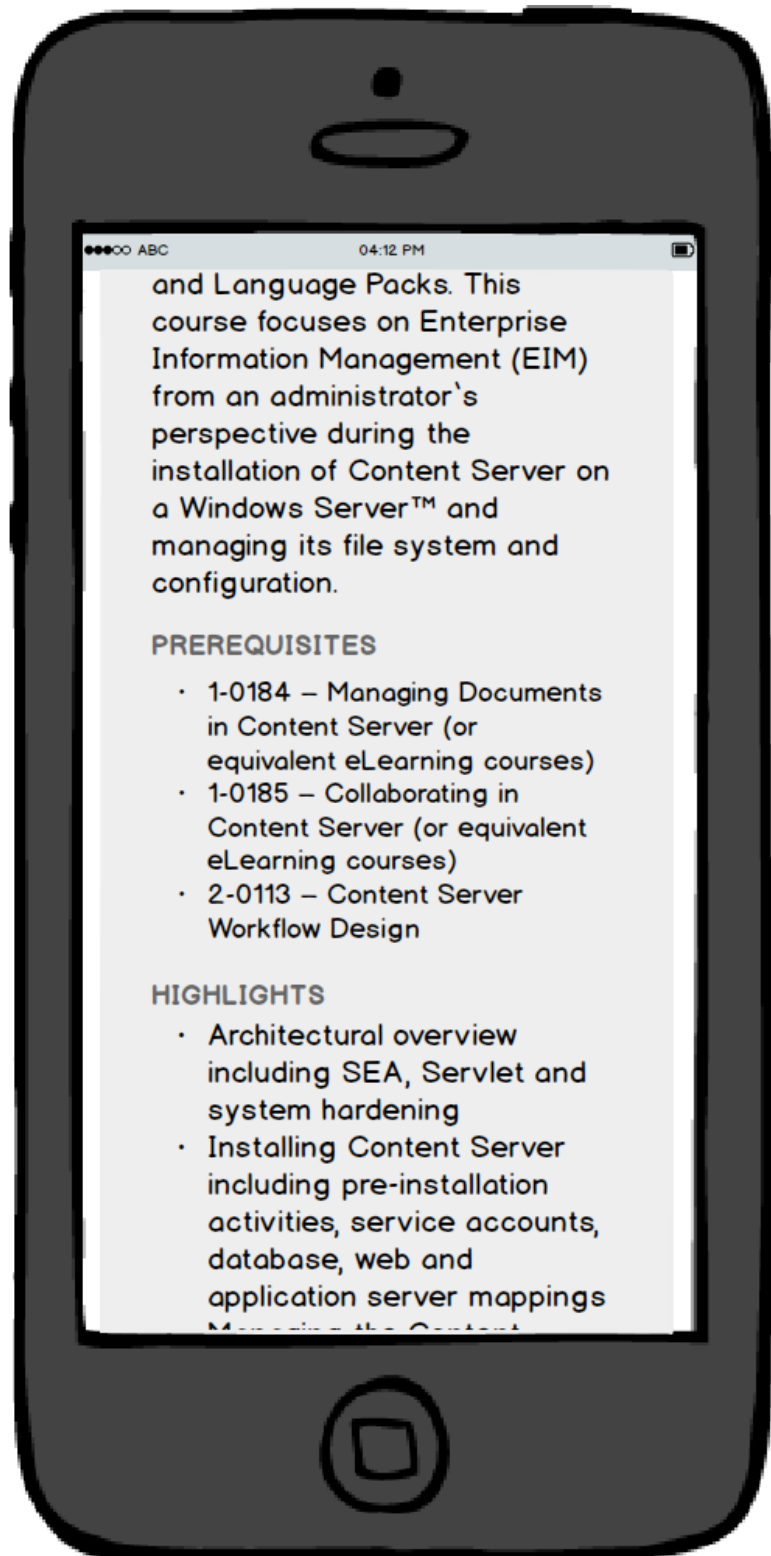 ABC 04:12 PM
and Language Packs. This
course focuses on Enterprise
Information Management (EIM)
from an administrator`s
perspective during the
installation of Content Server on
a Windows Server™ and
managing its file system and
configuration.
PREREQUISITES
· 1-0184 – Managing Documents
in Content Server (or
equivalent eLearning courses)
· 1-0185 – Collaborating in
Content Server (or equivalent
eLearning courses)
· 2-0113 – Content Server
Workflow Design
HIGHLIGHTS
· Architectural overview
including SEA, Servlet and
system hardening
· Installing Content Server
including pre-installation
activities, service accounts,
database, web and
application server mappings
Managing the Content